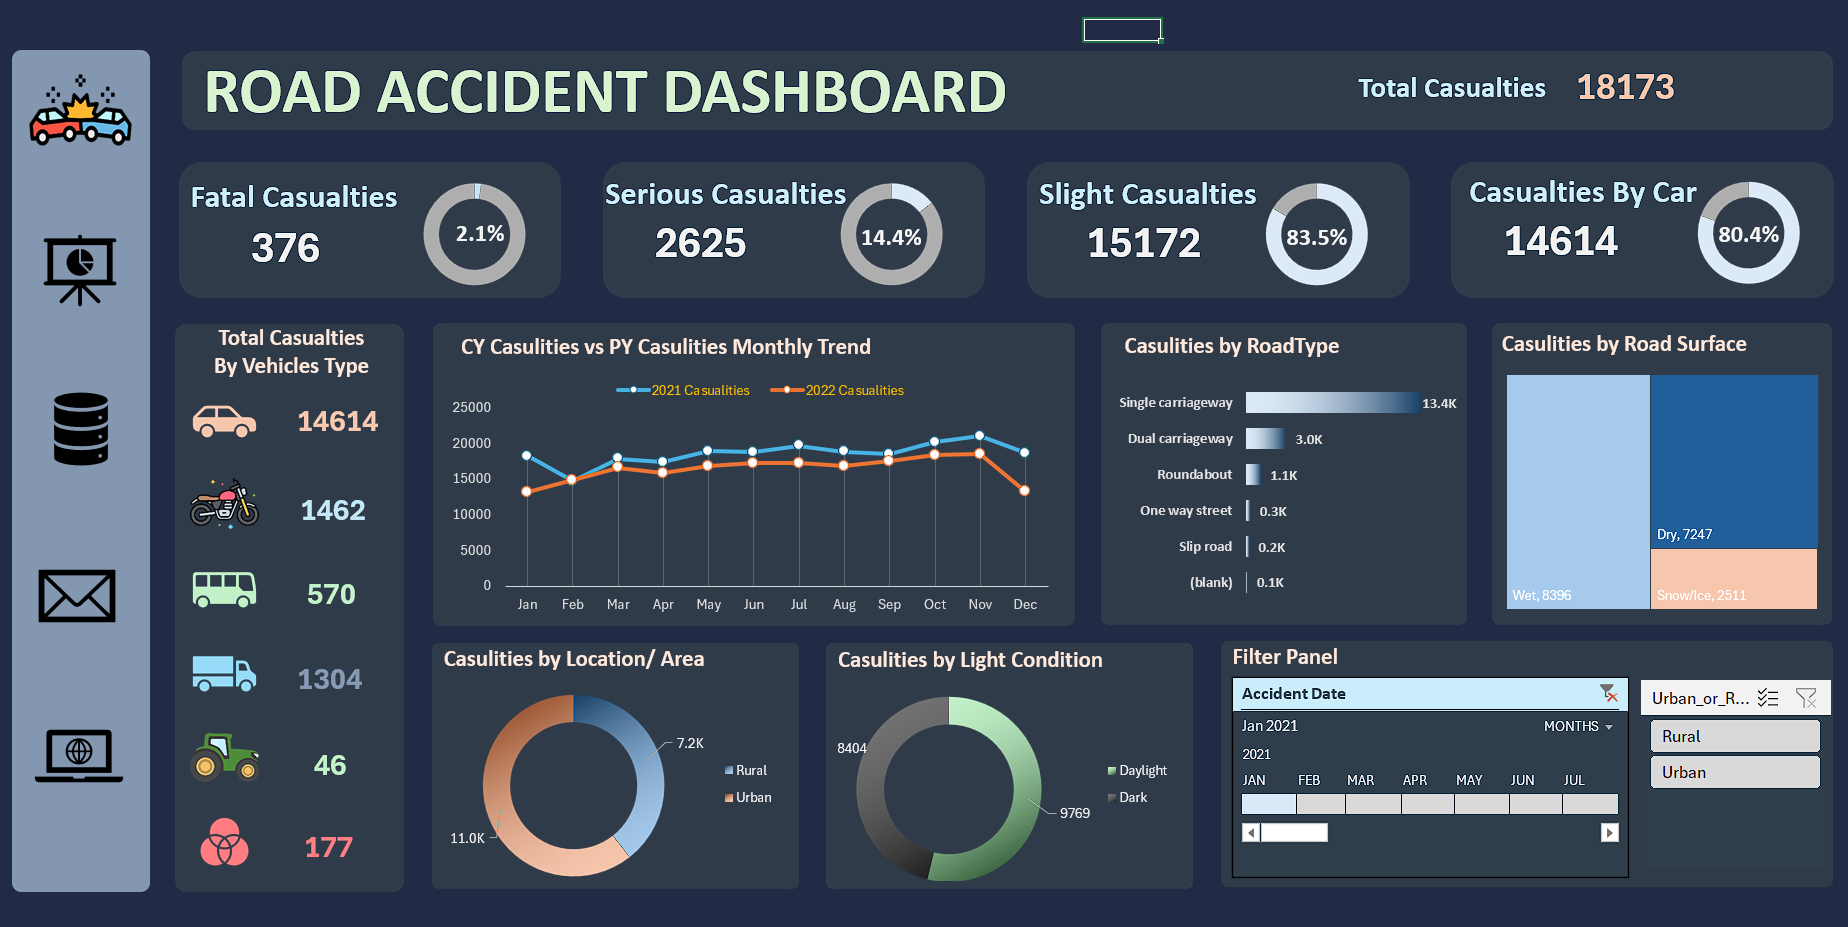 ROAD ACCIDENT DASHBOARD
Total Casualties 18173
Fatal Casualties
376
2.1%
Serious Casualties
2625
14.4%
Slight Casualties
15172
83.5%
Casualties By Car
14614
80.4%
Total Casualties
By Vehicles Type
14614
1462
570
1304
46
177
CY Casulities vs PY Casulities Monthly Trend
2021 Casualities 2022 Casualities
25000
20000
15000
10000
5000
0
Jan Feb Mar Apr May Jun Jul Aug Sep Oct Nov Dec
Casulities by RoadType
Single carriageway 13.4K
Dual carriageway 3.0K
Roundabout 1.1K
One way street 0.3K
Slip road 0.2K
(blank) 0.1K
Casulities by Road Surface
Wet, 8396
Dry, 7247
Snow/Ice, 2511
Casulities by Location/ Area
7.2K
11.0K
Rural
Urban
Casulities by Light Condition
8404
9769
Daylight
Dark
Filter Panel
Accident Date
Jan 2021 MONTHS
2021
JAN FEB MAR APR MAY JUN JUL
Urban_or_R...
Rural
Urban